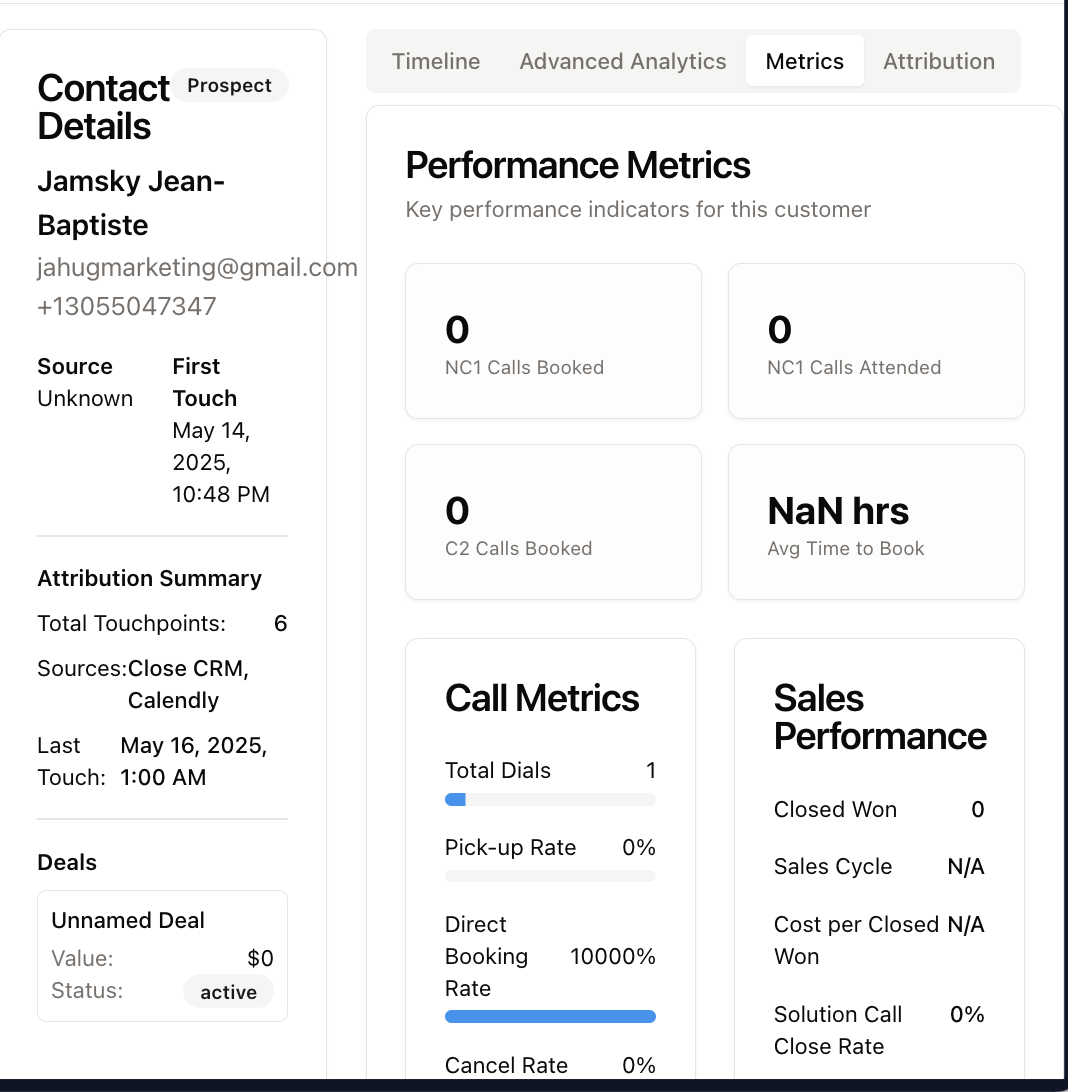 Contact Details
Prospect
Jamsky Jean-
Baptiste
jahugmarketing@gmail.com
+13055047347
Source
Unknown
First
Touch
May 14,
2025,
10:48 PM
Attribution Summary
Total Touchpoints: 6
Sources: Close CRM,
Calendly
Last
Touch:
May 16, 2025,
1:00 AM
Deals
Unnamed Deal
Value: $0
Status: active
Timeline Advanced Analytics Metrics Attribution
Performance Metrics
Key performance indicators for this customer
0
NC1 Calls Booked
0
NC1 Calls Attended
0
C2 Calls Booked
NaN hrs
Avg Time to Book
Call Metrics
Total Dials 1
Pick-up Rate 0%
Direct
Booking 10000%
Rate
Cancel Rate 0%
Sales
Performance
Closed Won 0
Sales Cycle N/A
Cost per Closed N/A
Won
Solution Call 0%
Close Rate